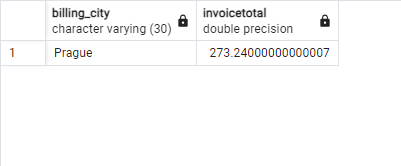 billing_city invoicetotal
character varying (30) double precision
1 Prague 273.24000000000007